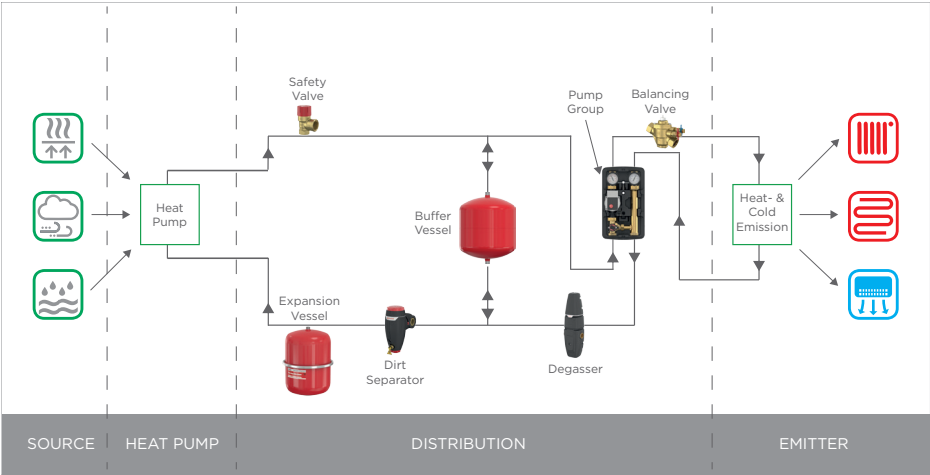 Safety
Valve
Pump
Group
Balancing
Valve
Heat
Pump
Buffer
Vessel
Heat- &
Cold
Emission
Expansion
Vessel
Dirt
Separator
Degasser
SOURCE
HEAT PUMP
DISTRIBUTION
EMITTER